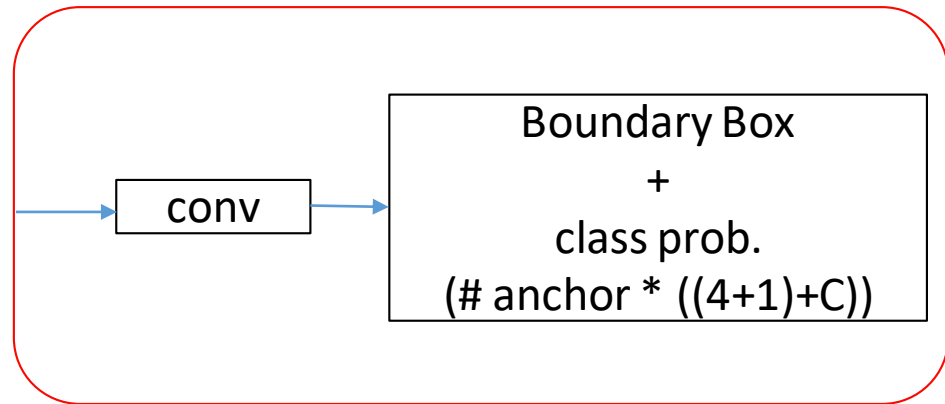 conv
Boundary Box
+
class prob.
(# anchor * ((4+1)+C))